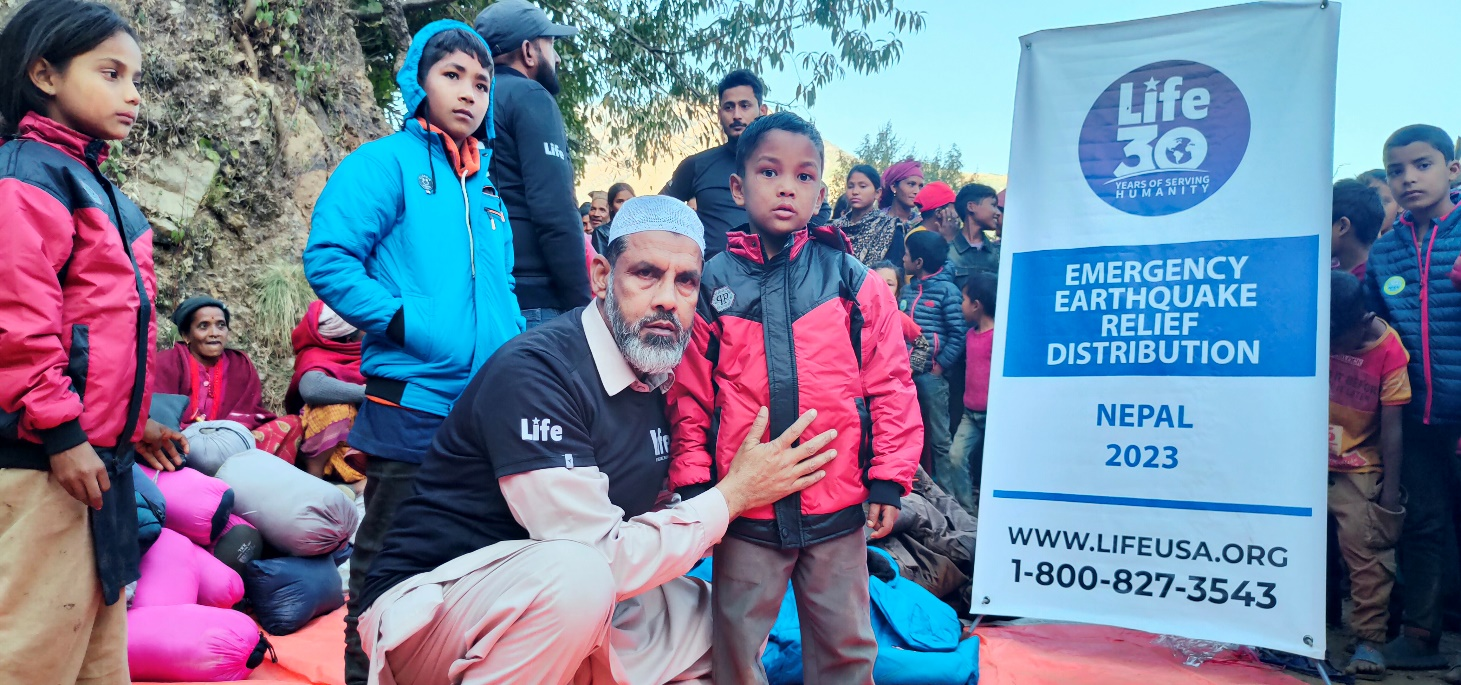 Life
Life
30
YEARS OF SERVING
HUMANITY
EMERGENCY
EARTHQUAKE
RELIEF
DISTRIBUTION
NEPAL
2023
WWW.LIFEUSA.ORG
1-800-827-3543
Life
life